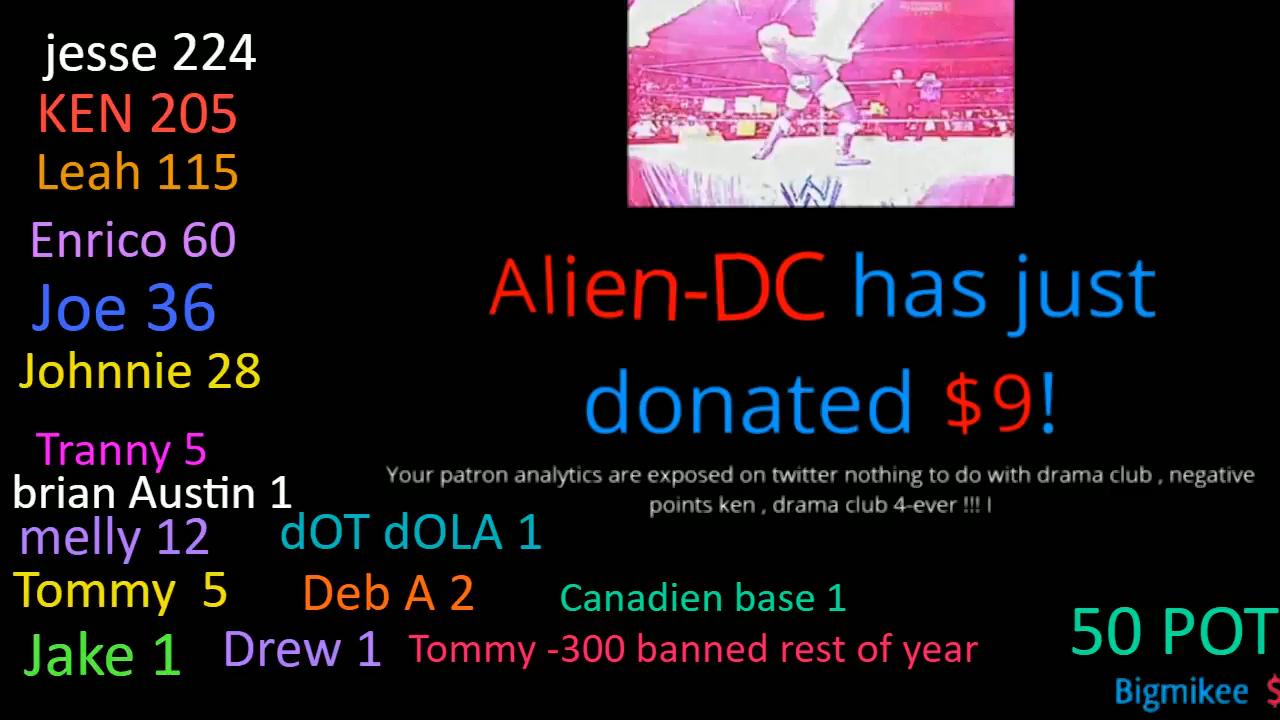 jesse 224
KEN 205
Leah 115
Enrico 60
Joe 36
Johnnie 28
Tranny 5
brian Austin 1
melly 12
dOT dOLA 1
Tommy 5
Deb A 2
Canadien base 1
Jake 1
Drew 1
Tommy -300 banned rest of year
W
Alien-DC has just
donated $9!
Your patron analytics are exposed on twitter nothing to do with drama club , negative
points ken , drama club 4-ever !!! I
50 POT
Bigmikee $